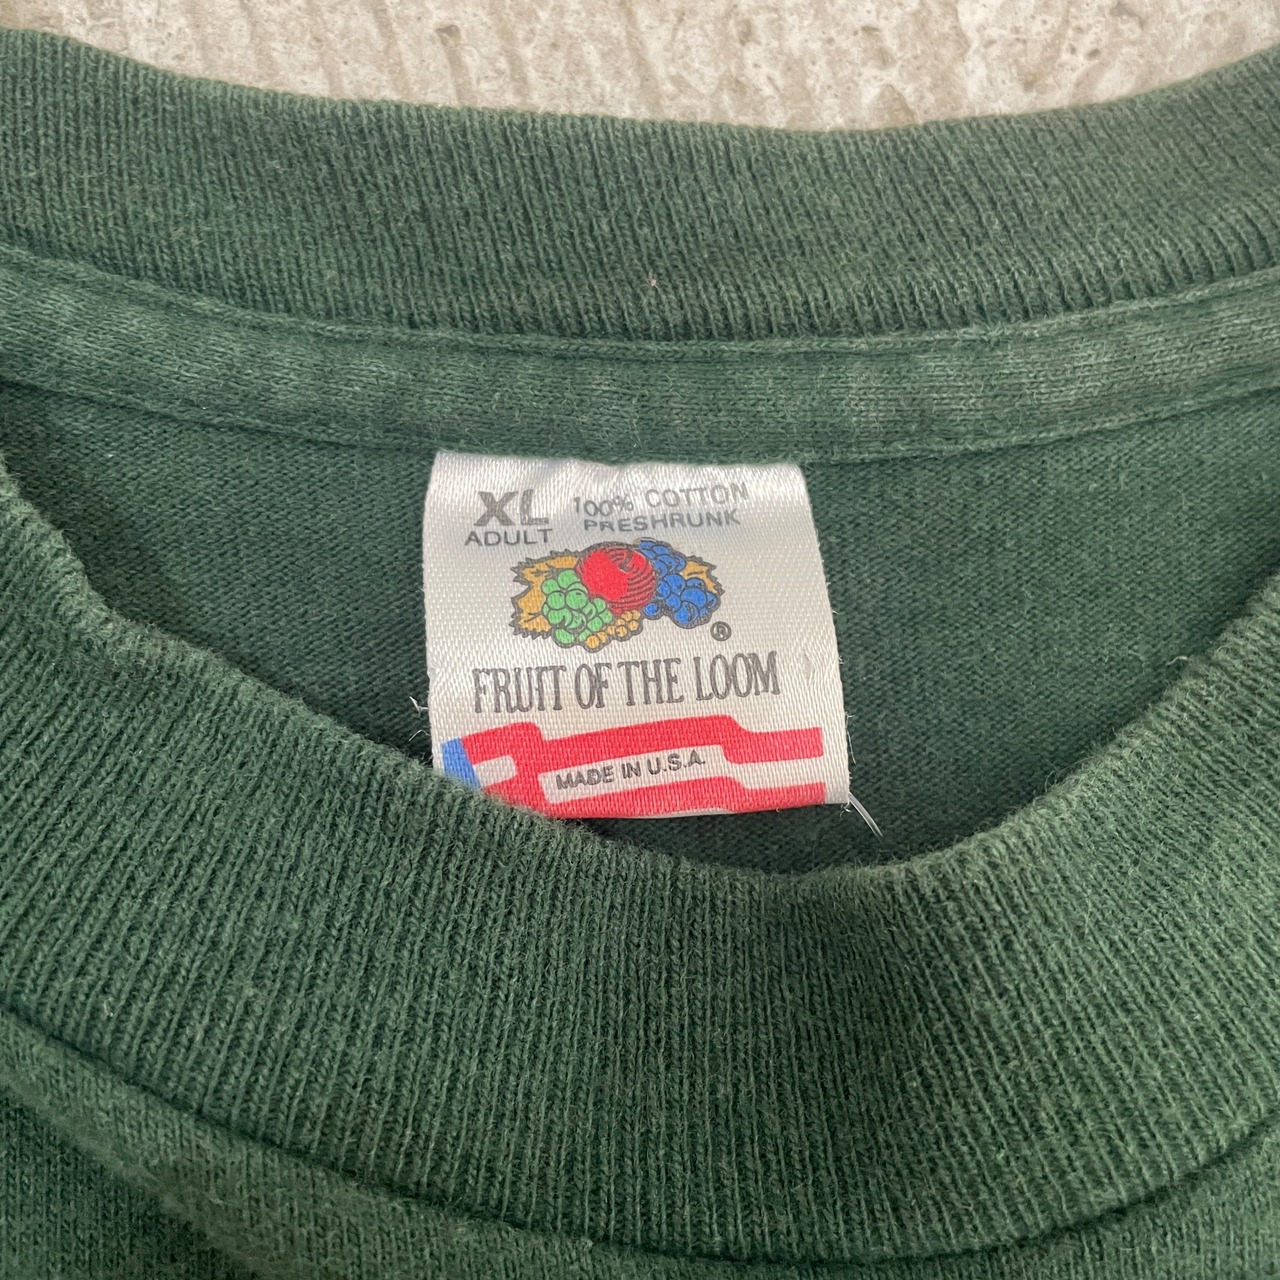 XL 100% COTTON
ADULT PRESHRUNK
®
FRUIT OF THE LOOM
MADE IN U.S.A.